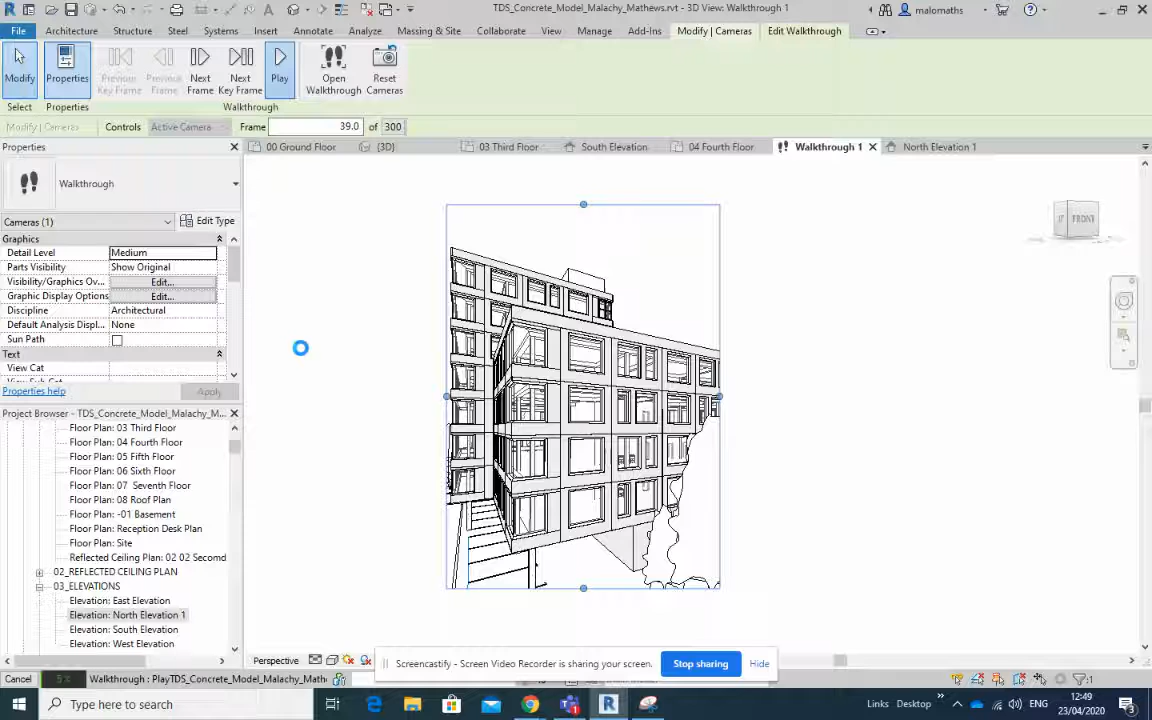 TDS_Concrete_Model_Malachy_Mathews.rvt - 3D View: Walkthrough 1
malomaths
File Architecture Structure Steel Systems Insert Annotate Analyze Massing & Site Collaborate View Manage Add-Ins Modify | Cameras Edit Walkthrough
Modify Properties Previous Key Frame Previous Frame Next Frame Next Key Frame Play Open Walkthrough Reset Cameras
Select Properties Walkthrough
Modify | Cameras Controls Active Camera Frame 39.0 of 300
Properties
00 Ground Floor {3D} 03 Third Floor South Elevation 04 Fourth Floor Walkthrough 1 North Elevation 1
Walkthrough
Cameras (1) Edit Type
Graphics
Detail Level Medium
Parts Visibility Show Original
Visibility/Graphics Ov... Edit...
Graphic Display Options Edit...
Discipline Architectural
Default Analysis Displ... None
Sun Path
Text
View Cat
Properties help Apply
Project Browser - TDS_Concrete_Model_Malachy_M...
Floor Plan: 03 Third Floor
Floor Plan: 04 Fourth Floor
Floor Plan: 05 Fifth Floor
Floor Plan: 06 Sixth Floor
Floor Plan: 07 Seventh Floor
Floor Plan: 08 Roof Plan
Floor Plan: -01 Basement
Floor Plan: Reception Desk Plan
Floor Plan: Site
Reflected Ceiling Plan: 02 02 Second
02_REFLECTED CEILING PLAN
03_ELEVATIONS
Elevation: East Elevation
Elevation: North Elevation 1
Elevation: South Elevation
Elevation: West Elevation
FRONT
Perspective
Screencastify - Screen Video Recorder is sharing your screen. Stop sharing Hide
Cancel 5 % Walkthrough : PlayTDS_Concrete_Model_Malachy_Math
:1
Type here to search
Links Desktop ENG
12:49
23/04/2020
3